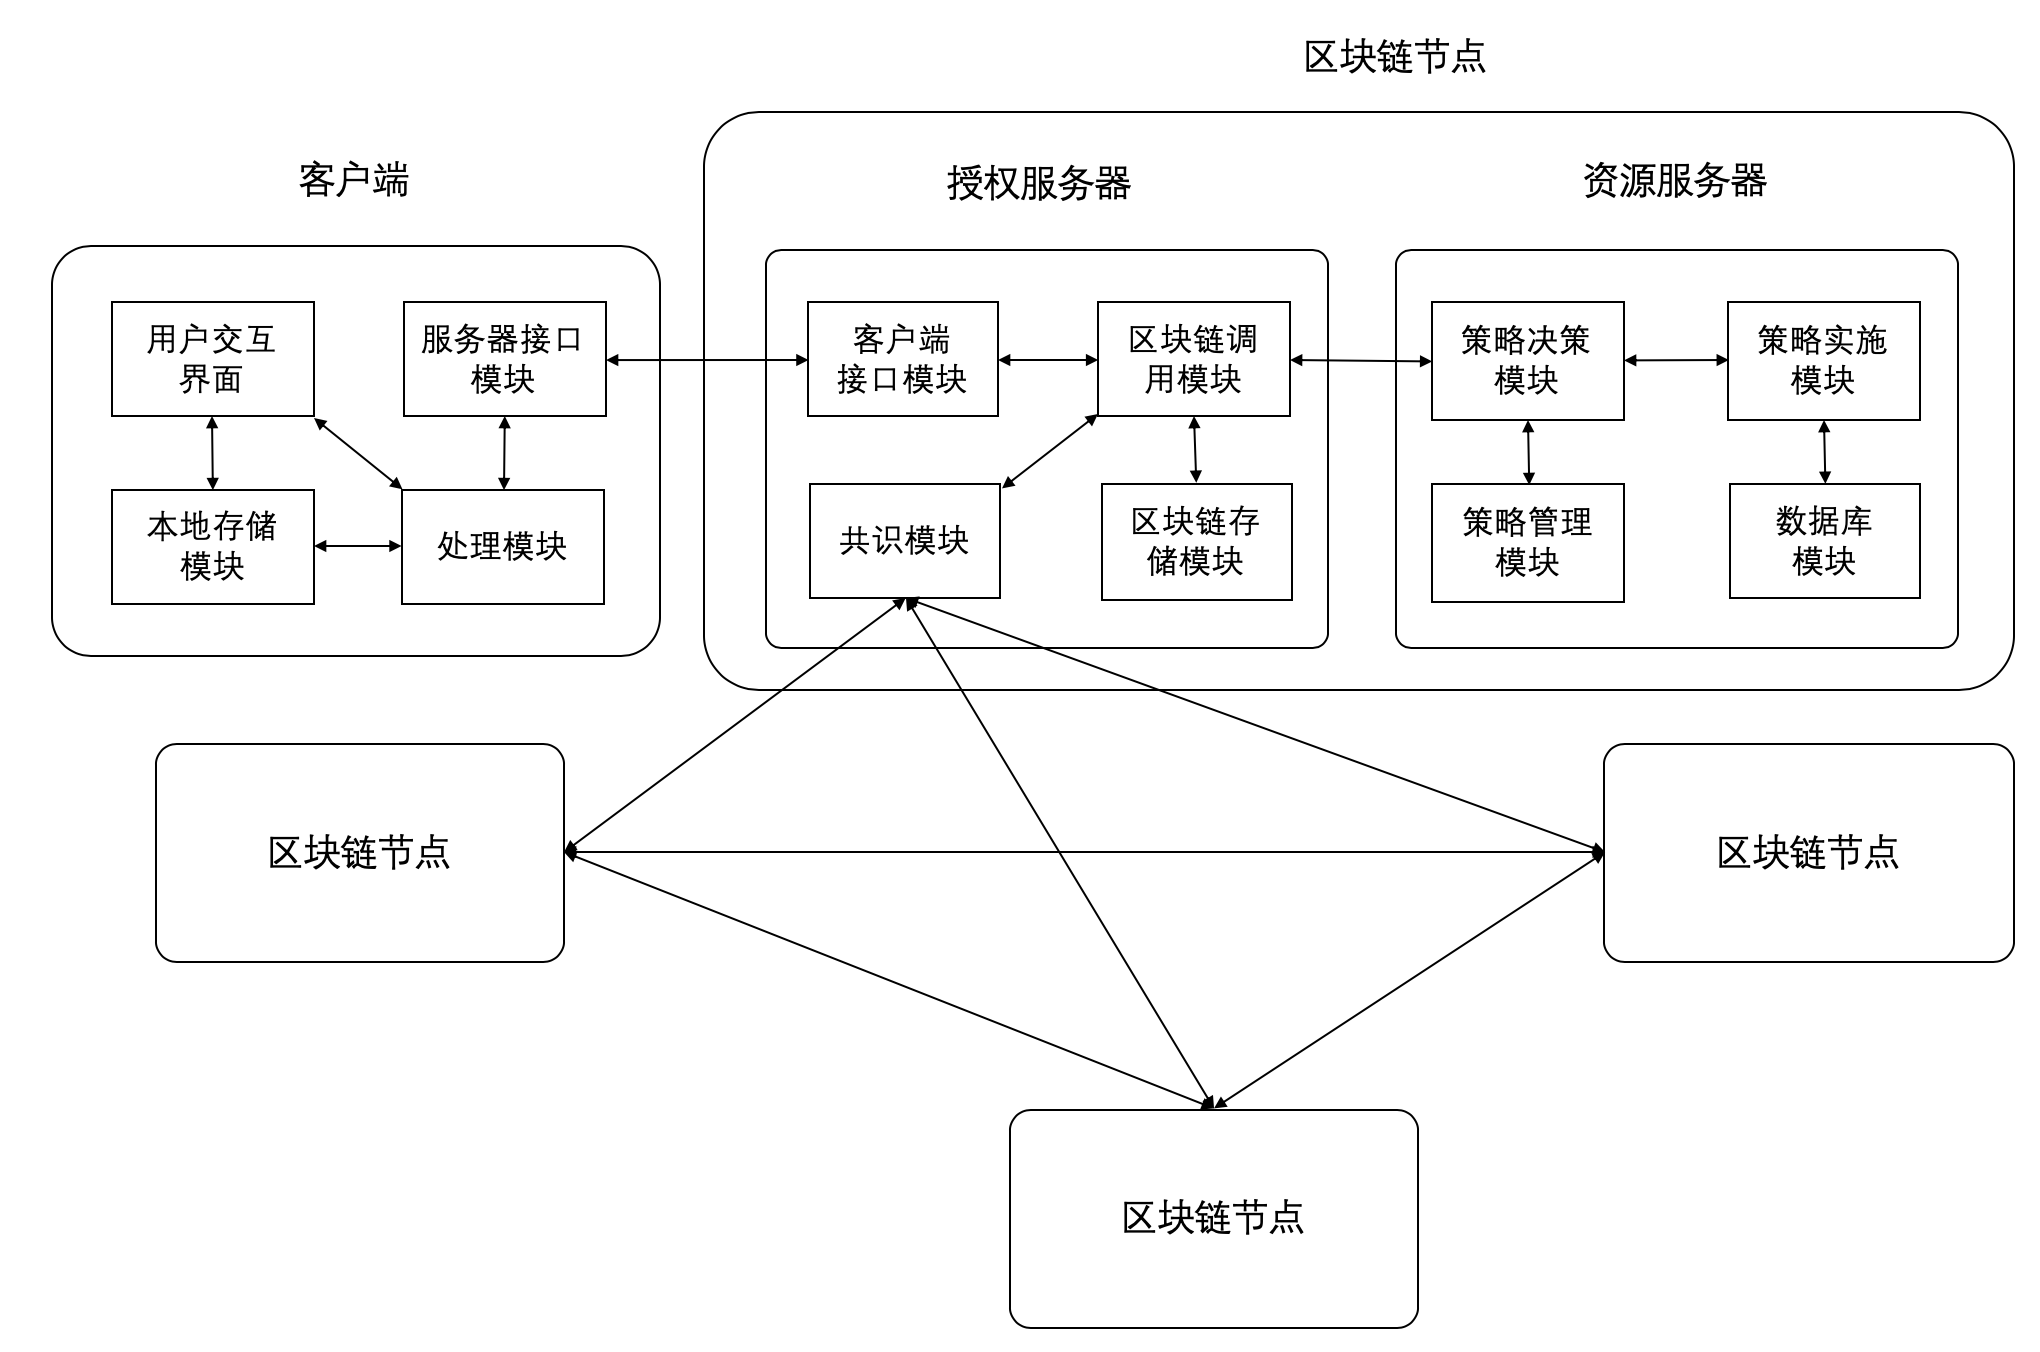 区块链节点
客户端
授权服务器
资源服务器
用户交互
界面
服务器接口
模块
客户端
接口模块
区块链调
用模块
策略决策
模块
策略实施
模块
本地存储
模块
处理模块
共识模块
区块链存
储模块
策略管理
模块
数据库
模块
区块链节点
区块链节点
区块链节点